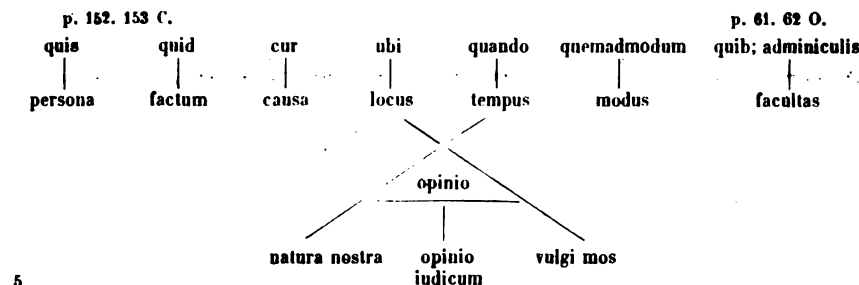 p. 152. 153 C. p. 61. 62 O.
quis quid cur ubi quando quemadmodum quib; adminiculis
persona factum causa locus tempus modus facultas
opinio
natura nostra opinio vulgi mos
iudicum
5